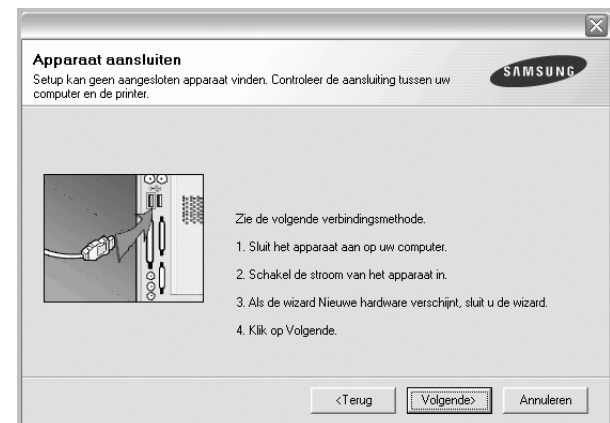 Apparaat aansluiten
Setup kan geen aangesloten apparaat vinden. Controleer de aansluiting tussen uw
computer en de printer.
SAMSUNG
Zie de volgende verbindingsmethode.
1. Sluit het apparaat aan op uw computer.
2. Schakel de stroom van het apparaat in.
3. Als de wizard Nieuwe hardware verschijnt, sluit u de wizard.
4. Klik op Volgende.
<Terug
Volgende>
Annuleren